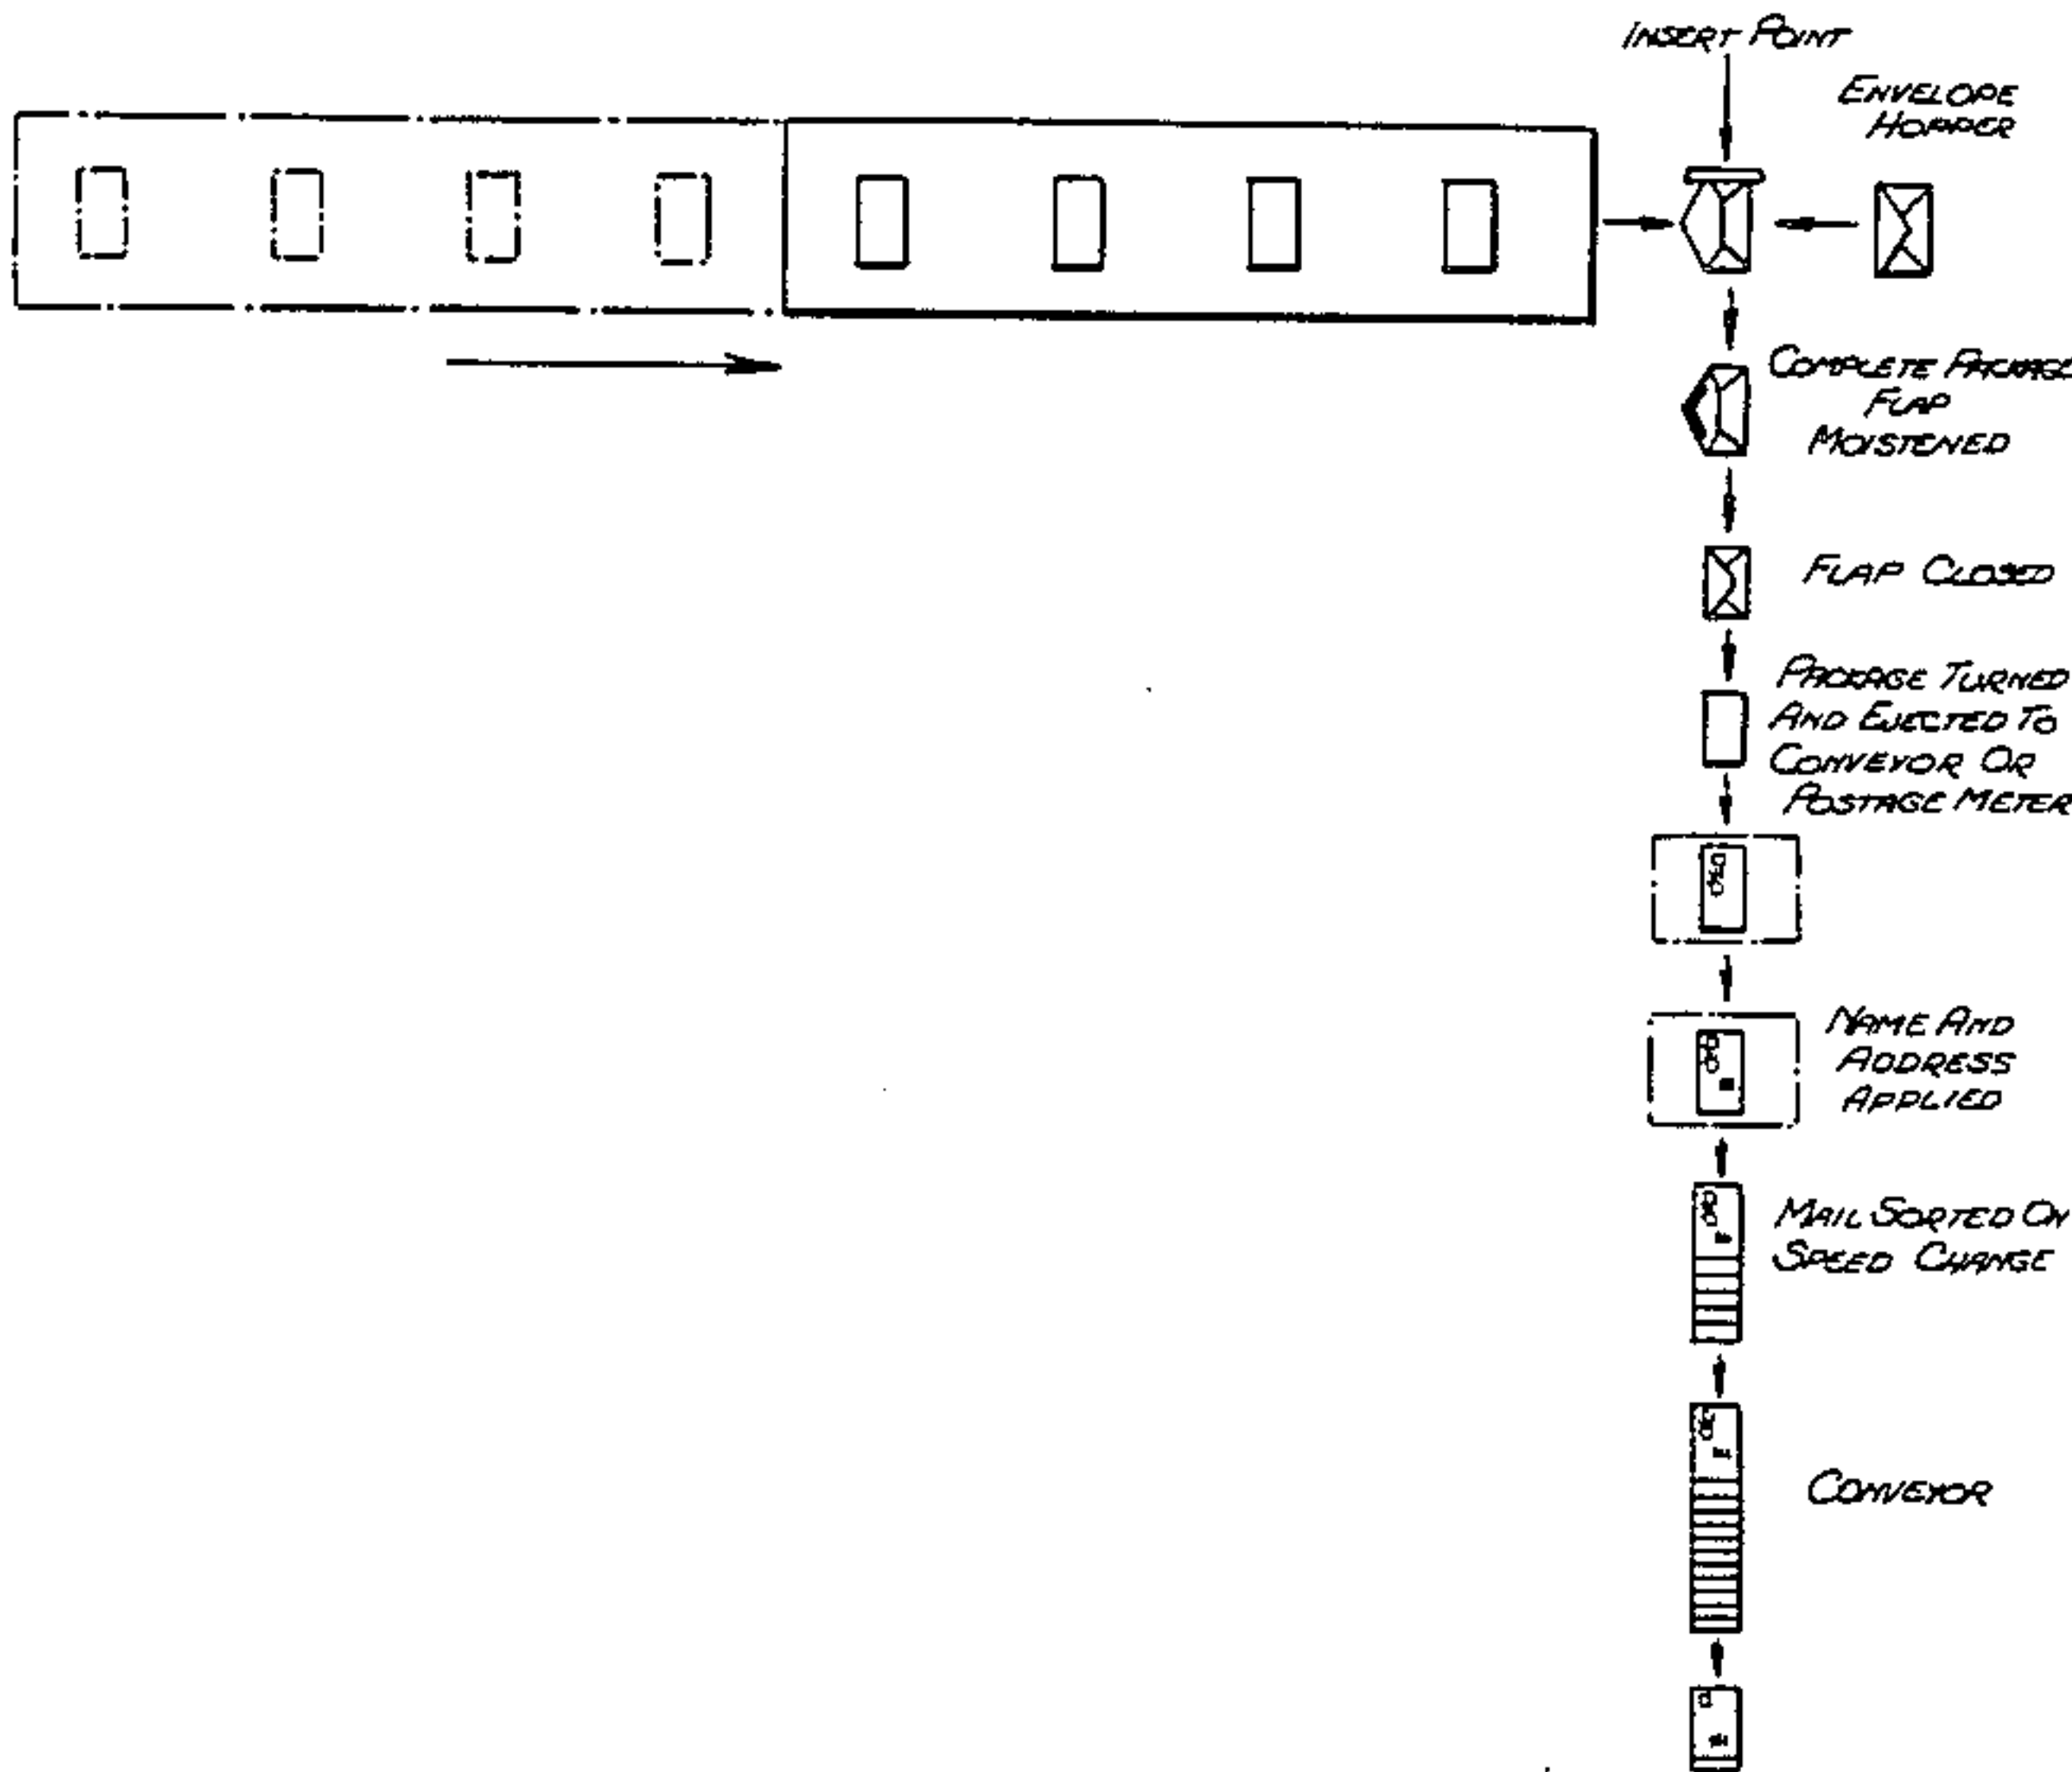 INSERT POINT
ENVELOPE
HOPPER
COMPLETE PACKAGE
FLAP
MOISTENED
FLAP CLOSED
PACKAGE TURNED
AND EJECTED TO
CONVEYOR OR
POSTAGE METER
NAME AND
ADDRESS
APPLIED
MAIL SORTED ON
SPEED CHANGE
CONVEYOR